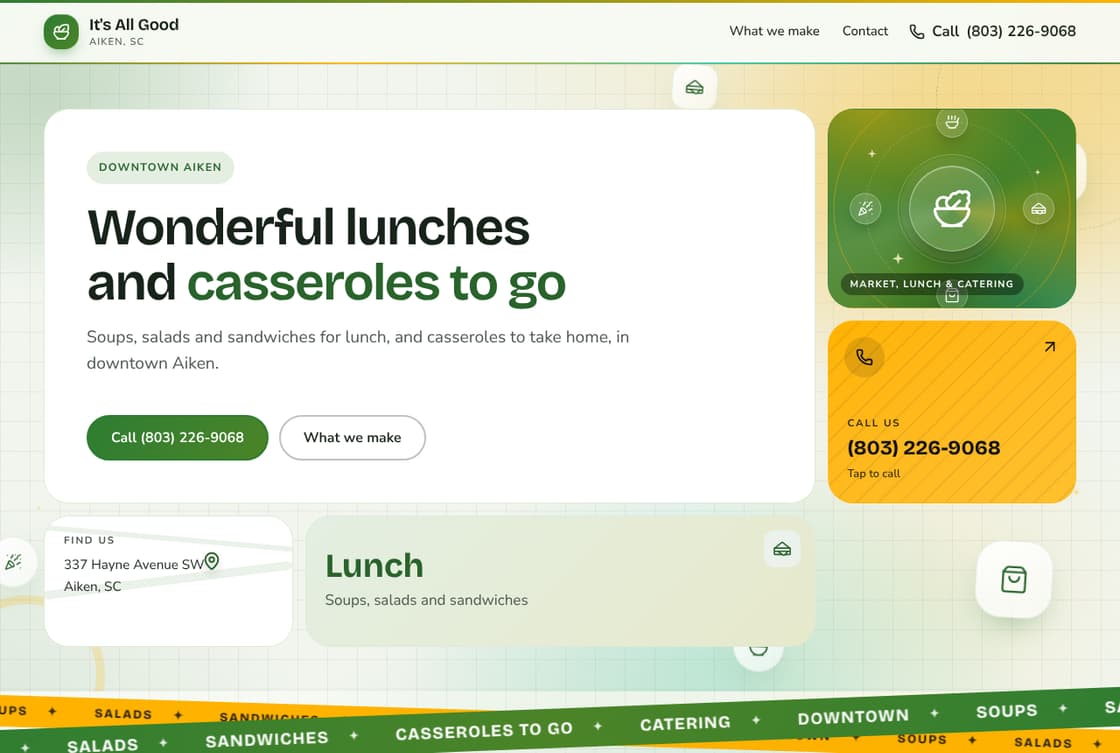 It's All Good
AIKEN, SC
What we make
Contact
Call (803) 226-9068
DOWNTOWN AIKEN
Wonderful lunches
and casseroles to go
Soups, salads and sandwiches for lunch, and casseroles to take home, in
downtown Aiken.
Call (803) 226-9068
What we make
MARKET, LUNCH & CATERING
CALL US
(803) 226-9068
Tap to call
FIND US
337 Hayne Avenue SW
Aiken, SC
Lunch
Soups, salads and sandwiches
UPS ✦ SALADS ✦ SANDWICHES
SALADS ✦ SANDWICHES ✦ CASSEROLES TO GO ✦ CATERING ✦ DOWNTOWN ✦ SOUPS ✦
SOUPS ✦ SALADS ✦